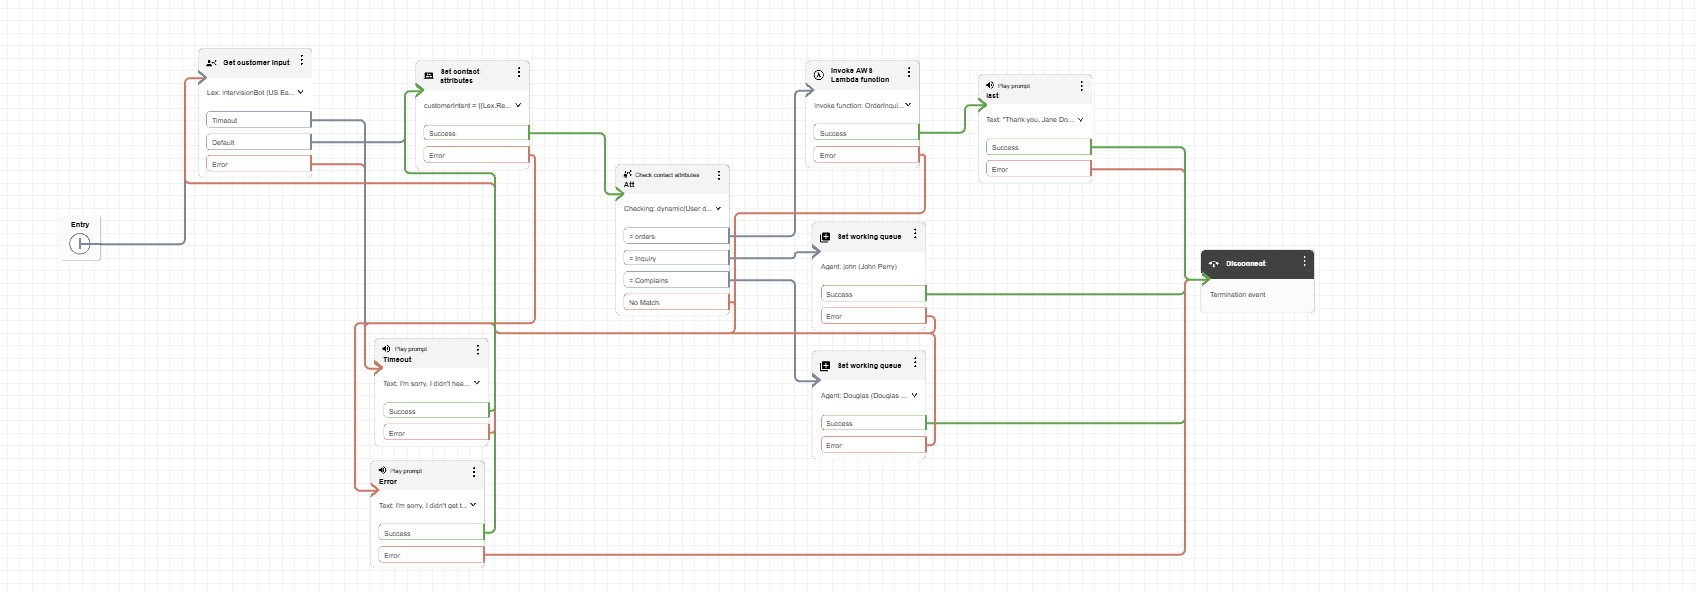 Entry
Get customer input
Lex: intervisionBot (US Ea...
Timeout
Default
Error
Set contact
attributes
customerIntent = [(Lex.Re...
Success
Error
Check contact attributes
Att
Checking: dynamic(User d...
= orders
= Inquiry
= Complains
No Match
Invoke AWS
Lambda function
Invoke function: OrderInqui...
Success
Error
Play prompt
last
Text: "Thank you, Jane Do...
Success
Error
Set working queue
Agent: john (John Perry)
Success
Error
Set working queue
Agent: Douglas (Douglas ...
Success
Error
Disconnect
Termination event
Play prompt
Timeout
Text: I'm sorry, I didn't hea...
Success
Error
Play prompt
Error
Text: I'm sorry, I didn't get t...
Success
Error